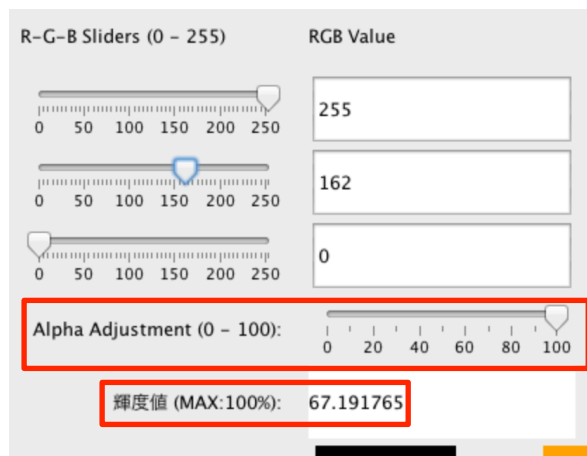 R-G-B Sliders (0 - 255) RGB Value
0 50 100 150 200 250
255
0 50 100 150 200 250
162
0 50 100 150 200 250
0
Alpha Adjustment (0 - 100):
0 20 40 60 80 100
輝度値 (MAX:100%): 67.191765